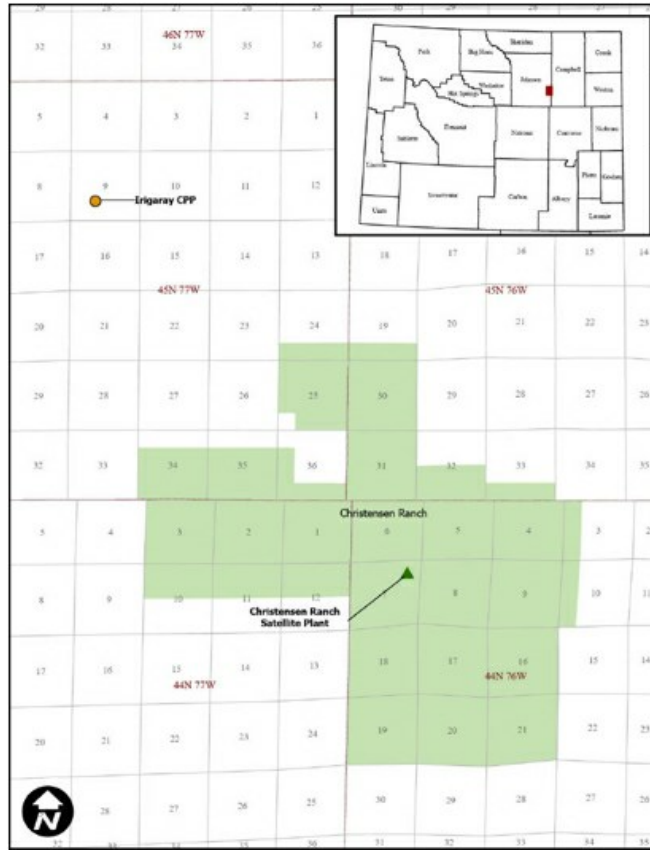 46N 77W
32 33 34 35 36
5 4 3 2 1
8 9 10 11 12
Irigaray CPP
17 16 15 14 13 18 17 16 15 14
45N 77W
45N 76W
20 21 22 23 24 19 20 21 22 23
29 28 27 26 25 30 29 28 27 26
32 33 34 35 36 31 32 33 34 35
Christensen Ranch
5 4 3 2 1 6 5 4 3 2
8 9 10 11 12 8 9 10 11
Christensen Ranch
Satellite Plant
17 16 15 14 13 18 17 16 15 14
44N 77W
44N 76W
20 21 22 23 24 19 20 21 22 23
28 27 26 25 30 29 28 27 26
N
Park
Big Horn
Sheridan
Campbell
Crook
Teton
Washakie
Johnson
Weston
Hot Springs
Fremont
Natrona
Converse
Niobrara
Sublette
Lincoln
Platte
Goshen
Sweetwater
Carbon
Albany
Laramie
Uinta